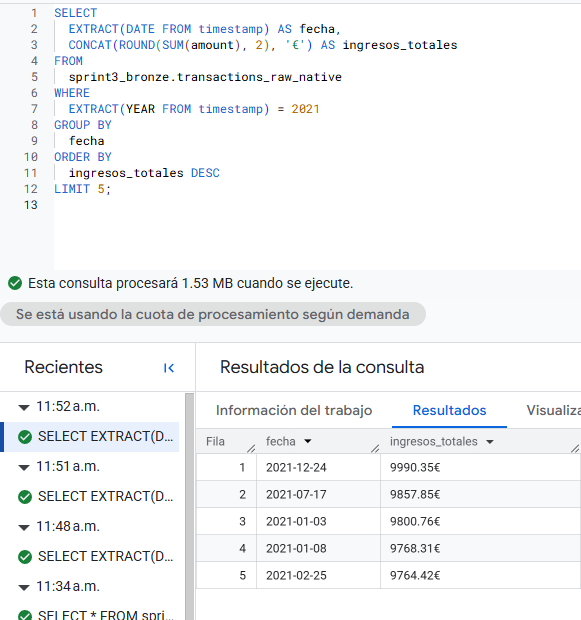 1 SELECT
2 EXTRACT(DATE FROM timestamp) AS fecha,
3 CONCAT(ROUND(SUM(amount), 2), '€') AS ingresos_totales
4 FROM
5 sprint3_bronze.transactions_raw_native
6 WHERE
7 EXTRACT(YEAR FROM timestamp) = 2021
8 GROUP BY
9 fecha
10 ORDER BY
11 ingresos_totales DESC
12 LIMIT 5;
13
Esta consulta procesará 1.53 MB cuando se ejecute.
Se está usando la cuota de procesamiento según demanda
Recientes
11:52 a.m.
SELECT EXTRACT(D...
11:51 a.m.
SELECT EXTRACT(D...
11:48 a.m.
SELECT EXTRACT(D...
11:34 a.m.
SELECT * FROM spri...
Resultados de la consulta
Información del trabajo Resultados Visualiza
Fila fecha ingresos_totales
1 2021-12-24 9990.35€
2 2021-07-17 9857.85€
3 2021-01-03 9800.76€
4 2021-01-08 9768.31€
5 2021-02-25 9764.42€